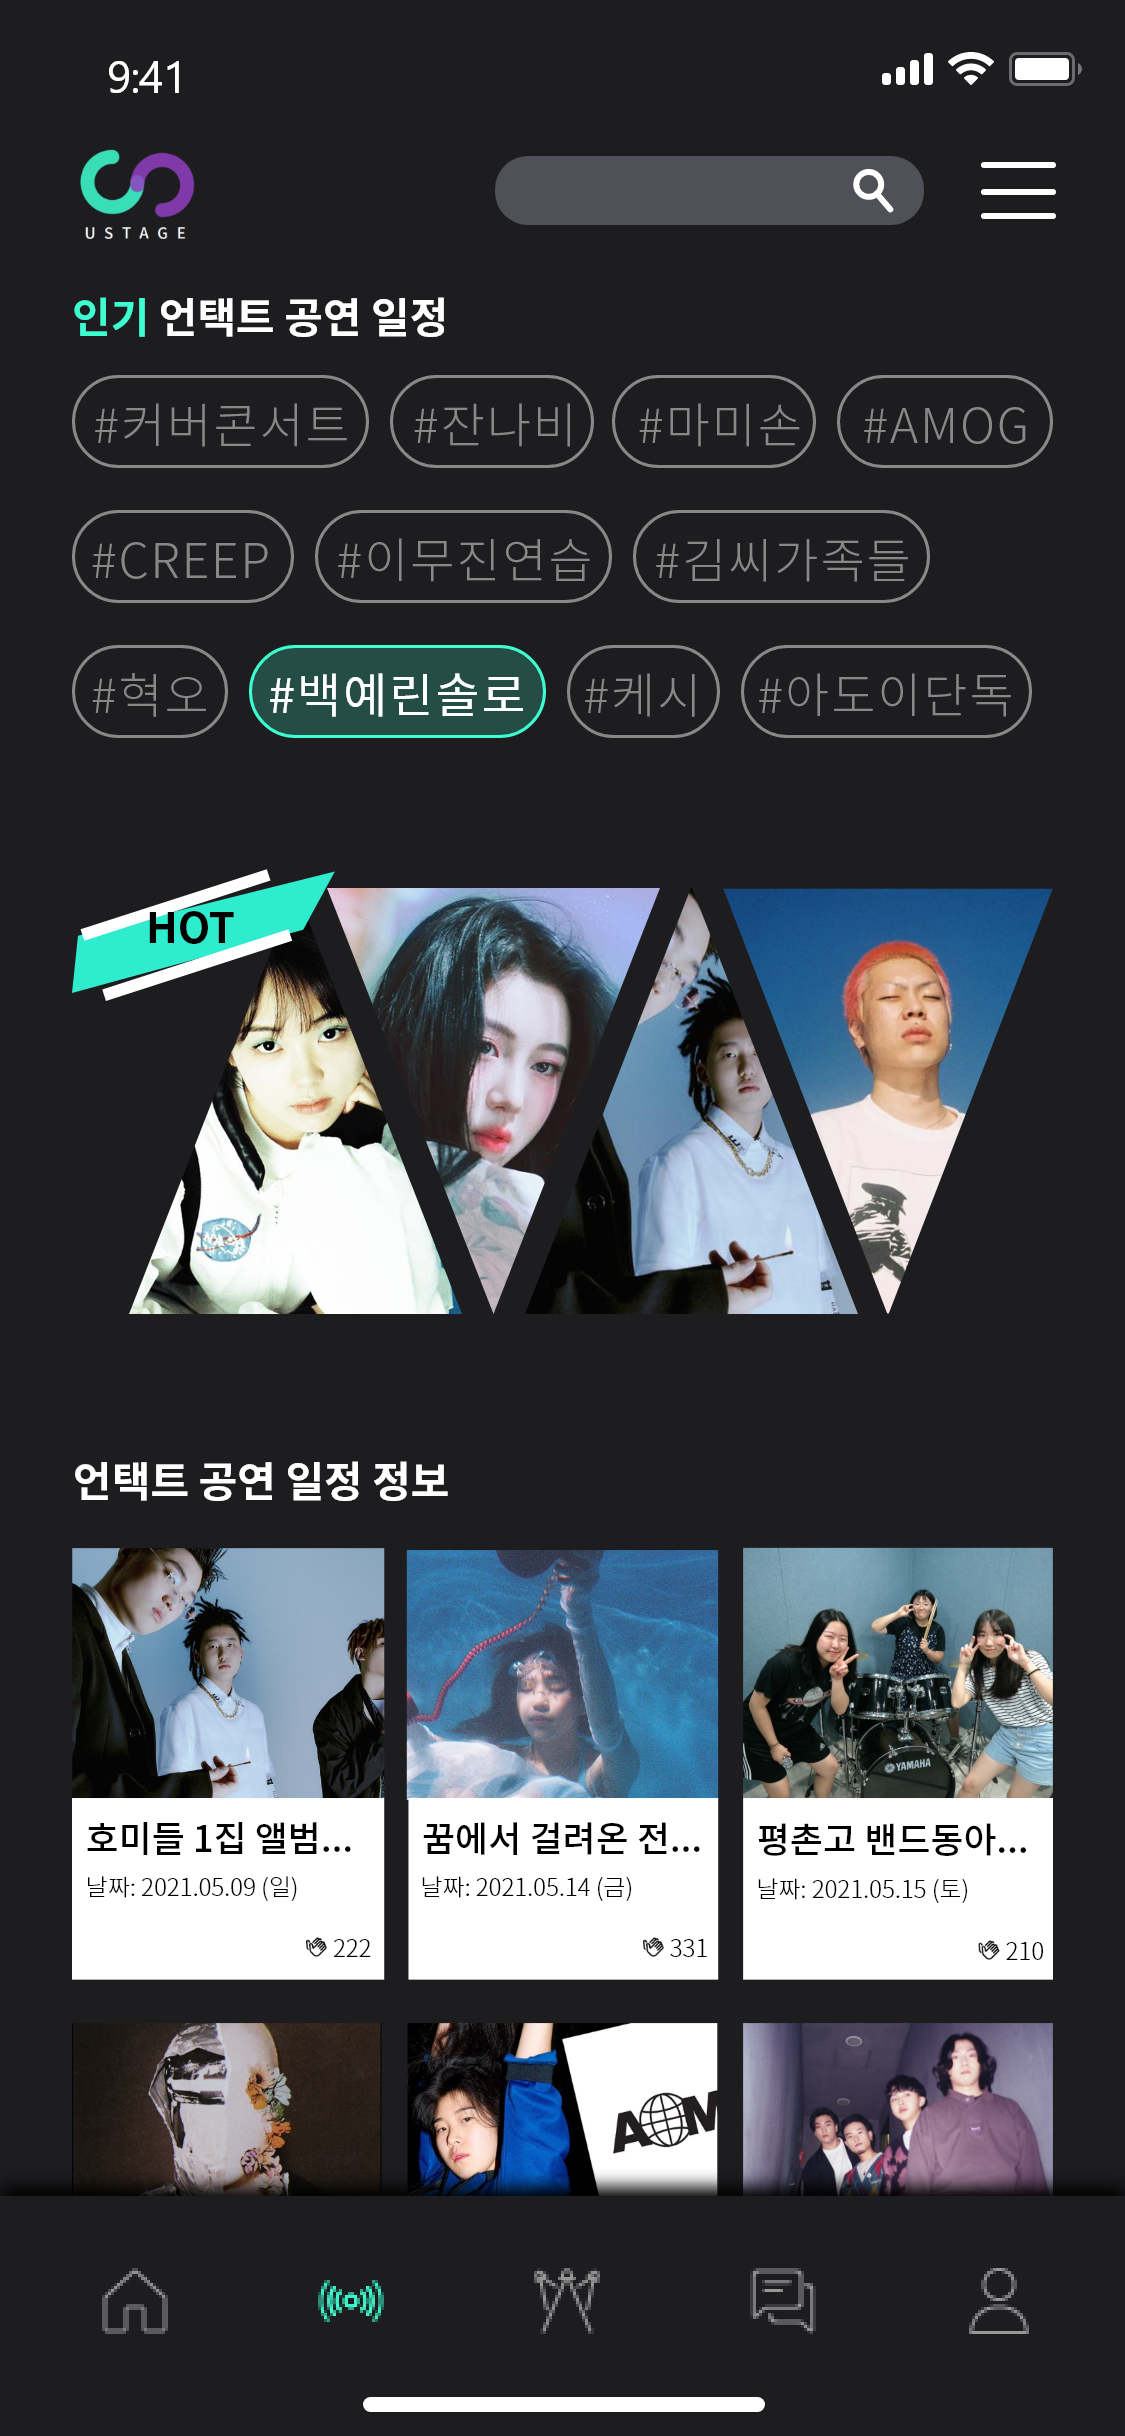 9:41
USTAGE
인기 언택트 공연 일정
#커버콘서트 #잔나비 #마미손 #AMOG
#CREEP #이무진연습 #김씨가족들
#혁오 #백예린솔로 #케시 #아도이단독
HOT
언택트 공연 일정 정보
YAMAHA
호미들 1집 앨범... 꿈에서 걸려온 전... 평촌고 밴드동아...
날짜: 2021.05.09 (일) 날짜: 2021.05.14 (금) 날짜: 2021.05.15 (토)
222 331 210